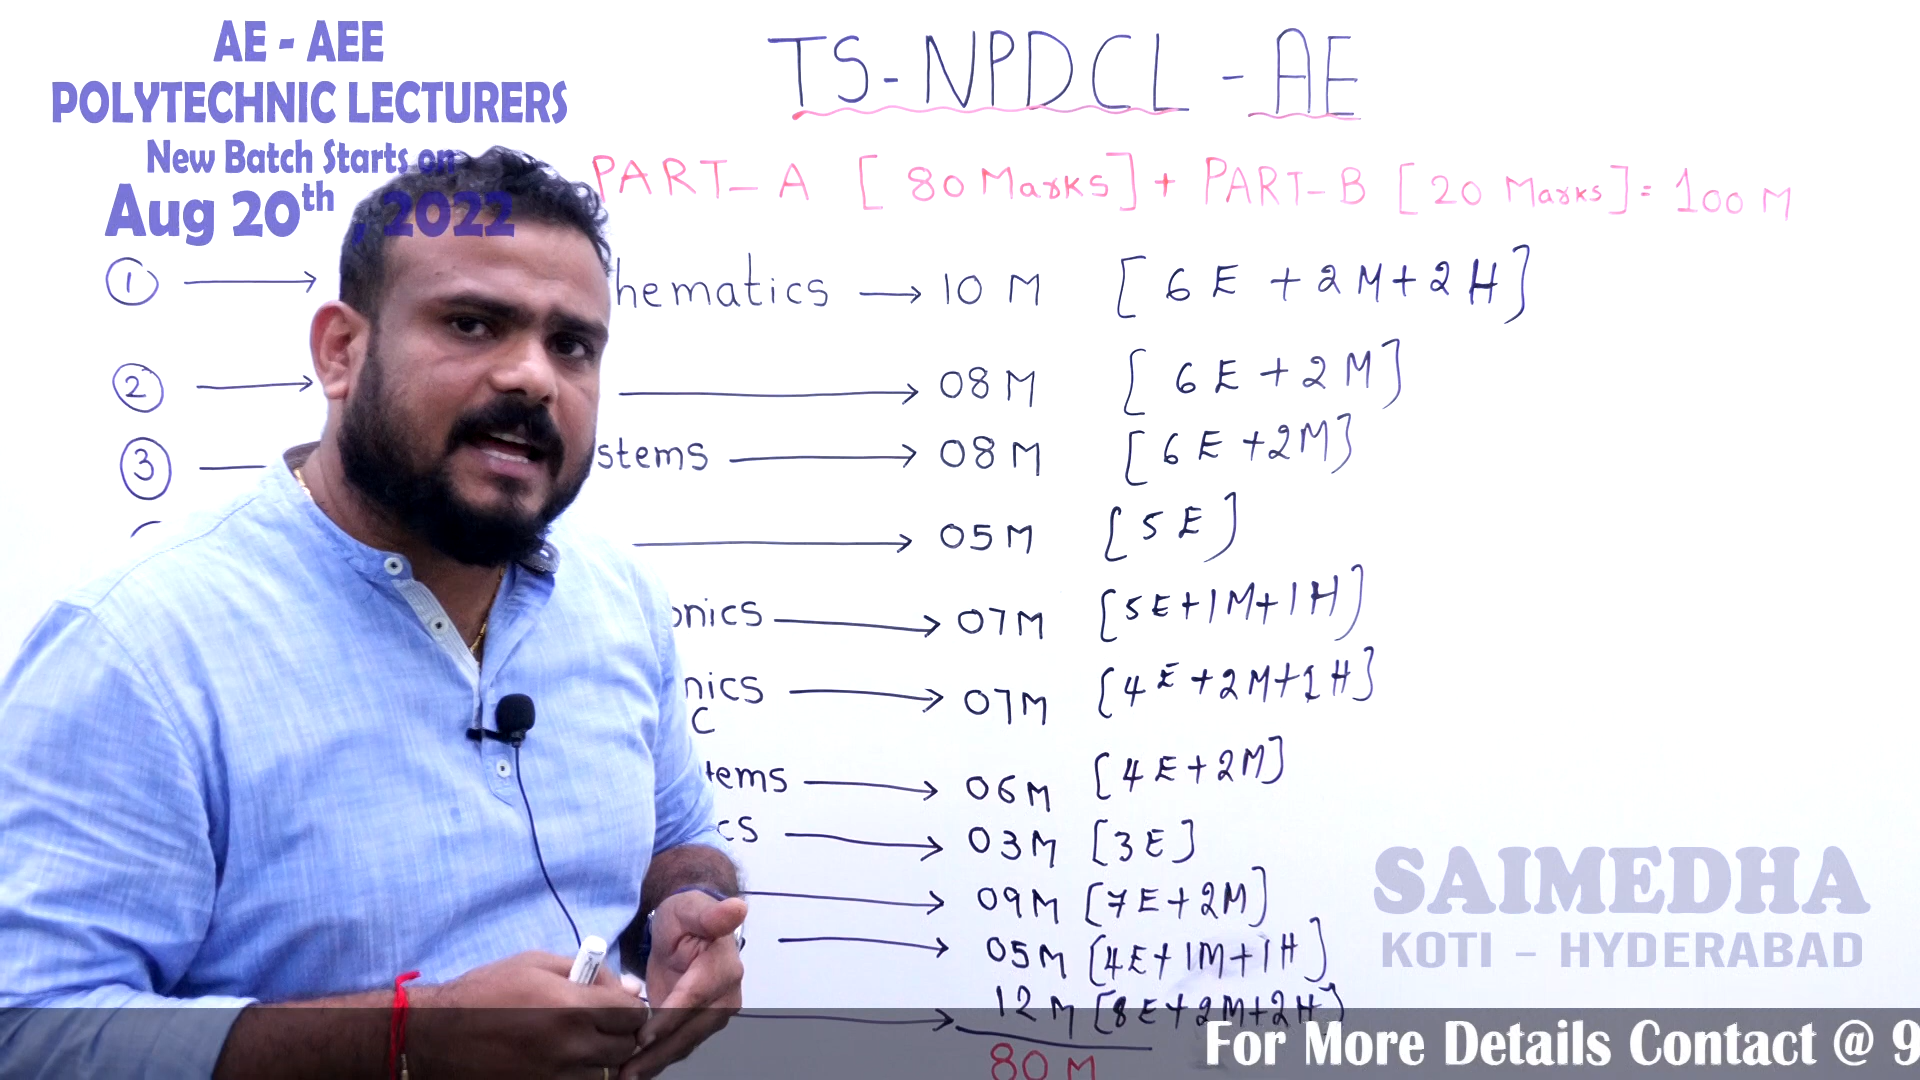 AE - AEE
POLYTECHNIC LECTURERS
New Batch Starts on
Aug 20th, 2022
TS-NPDCL-AE
PART-A [80 Marks] + PART-B [20 Marks] = 100 M
① → hematics → 10 M [6E + 2M + 2H]
② → → 08 M [6E + 2M]
③ stems → 08 M [6E + 2M]
→ 05 M [5E]
onics → 07 M [5E + 1M + 1H]
nics → 07 M [4E + 2M + 1H]
C
tems → 06 M [4E + 2M]
cs → 03 M [3E]
→ 09 M [7E + 2M]
→ 05 M [4E + 1M + 1H]
→ 12 M [8E + 2M + 2H]
80 M
SAIMEDHA
KOTI - HYDERABAD
For More Details Contact @ 9